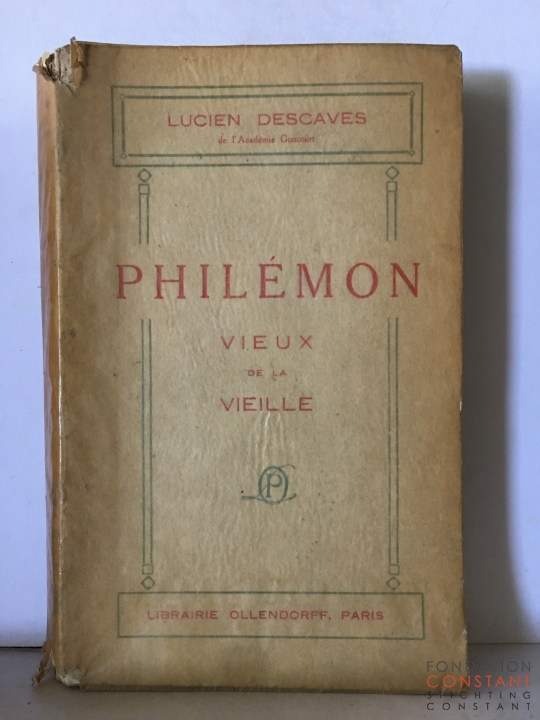 LUCIEN DESCAVES
de l'Académie Goncourt
PHILÉMON
VIEUX
DE LA
VIEILLE
LIBRAIRIE OLLENDORFF, PARIS
FONDATION
CONSTANT
STICHTING
CONSTANT